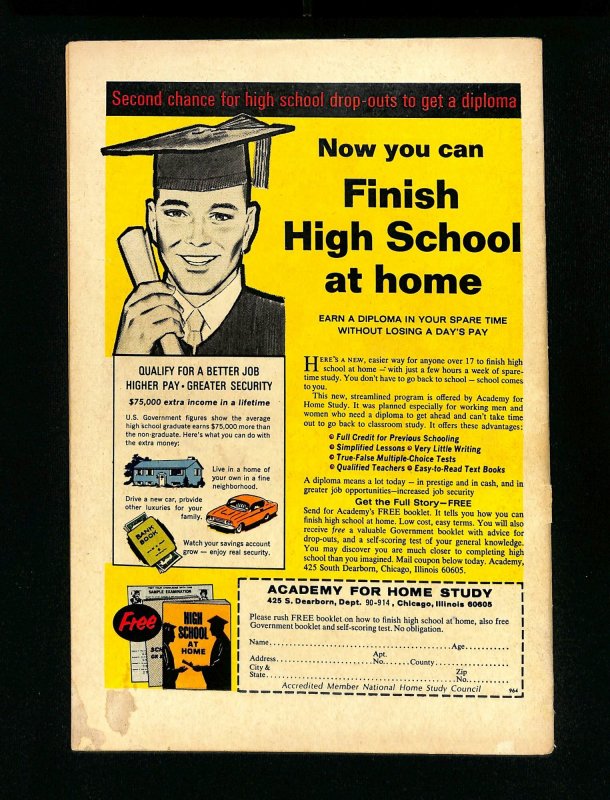 Second chance for high school drop-outs to get a diploma
Now you can
Finish
High School
at home
EARN A DIPLOMA IN YOUR SPARE TIME
WITHOUT LOSING A DAY'S PAY
QUALIFY FOR A BETTER JOB
HIGHER PAY • GREATER SECURITY
$75,000 extra income in a lifetime
U.S. Government figures show the average
high school graduate earns $75,000 more than
the non-graduate. Here's what you can do with
the extra money:
Live in a home of
your own in a fine
neighborhood.
Drive a new car, provide
other luxuries for your
family.
BANK
BOOK
Watch your savings account
grow — enjoy real security.
HERE'S A NEW, easier way for anyone over 17 to finish high
school at home — with just a few hours a week of spare-
time study. You don't have to go back to school — school comes
to you.
This new, streamlined program is offered by Academy for
Home Study. It was planned especially for working men and
women who need a diploma to get ahead and can't take time
out to go back to classroom study. It offers these advantages:
Full Credit for Previous Schooling
Simplified Lessons Very Little Writing
True-False Multiple-Choice Tests
Qualified Teachers Easy-to-Read Text Books
A diploma means a lot today — in prestige and in cash, and in
greater job opportunities—increased job security
Get the Full Story—FREE
Send for Academy's FREE booklet. It tells you how you can
finish high school at home. Low cost, easy terms. You will also
receive free a valuable Government booklet with advice for
drop-outs, and a self-scoring test of your general knowledge.
You may discover you are much closer to completing high
school than you imagined. Mail coupon below today. Academy,
425 South Dearborn, Chicago, Illinois 60605.
SAMPLE EXAMINATION
Free
HIGH
SCHOOL
AT
HOME
ACADEMY FOR HOME STUDY
425 S. Dearborn, Dept. 90-914, Chicago, Illinois 60605
Please rush FREE booklet on how to finish high school at home, also free
Government booklet and self-scoring test. No obligation.
Name Age
Address Apt. No. County
City & State Zip No.
Accredited Member National Home Study Council 964